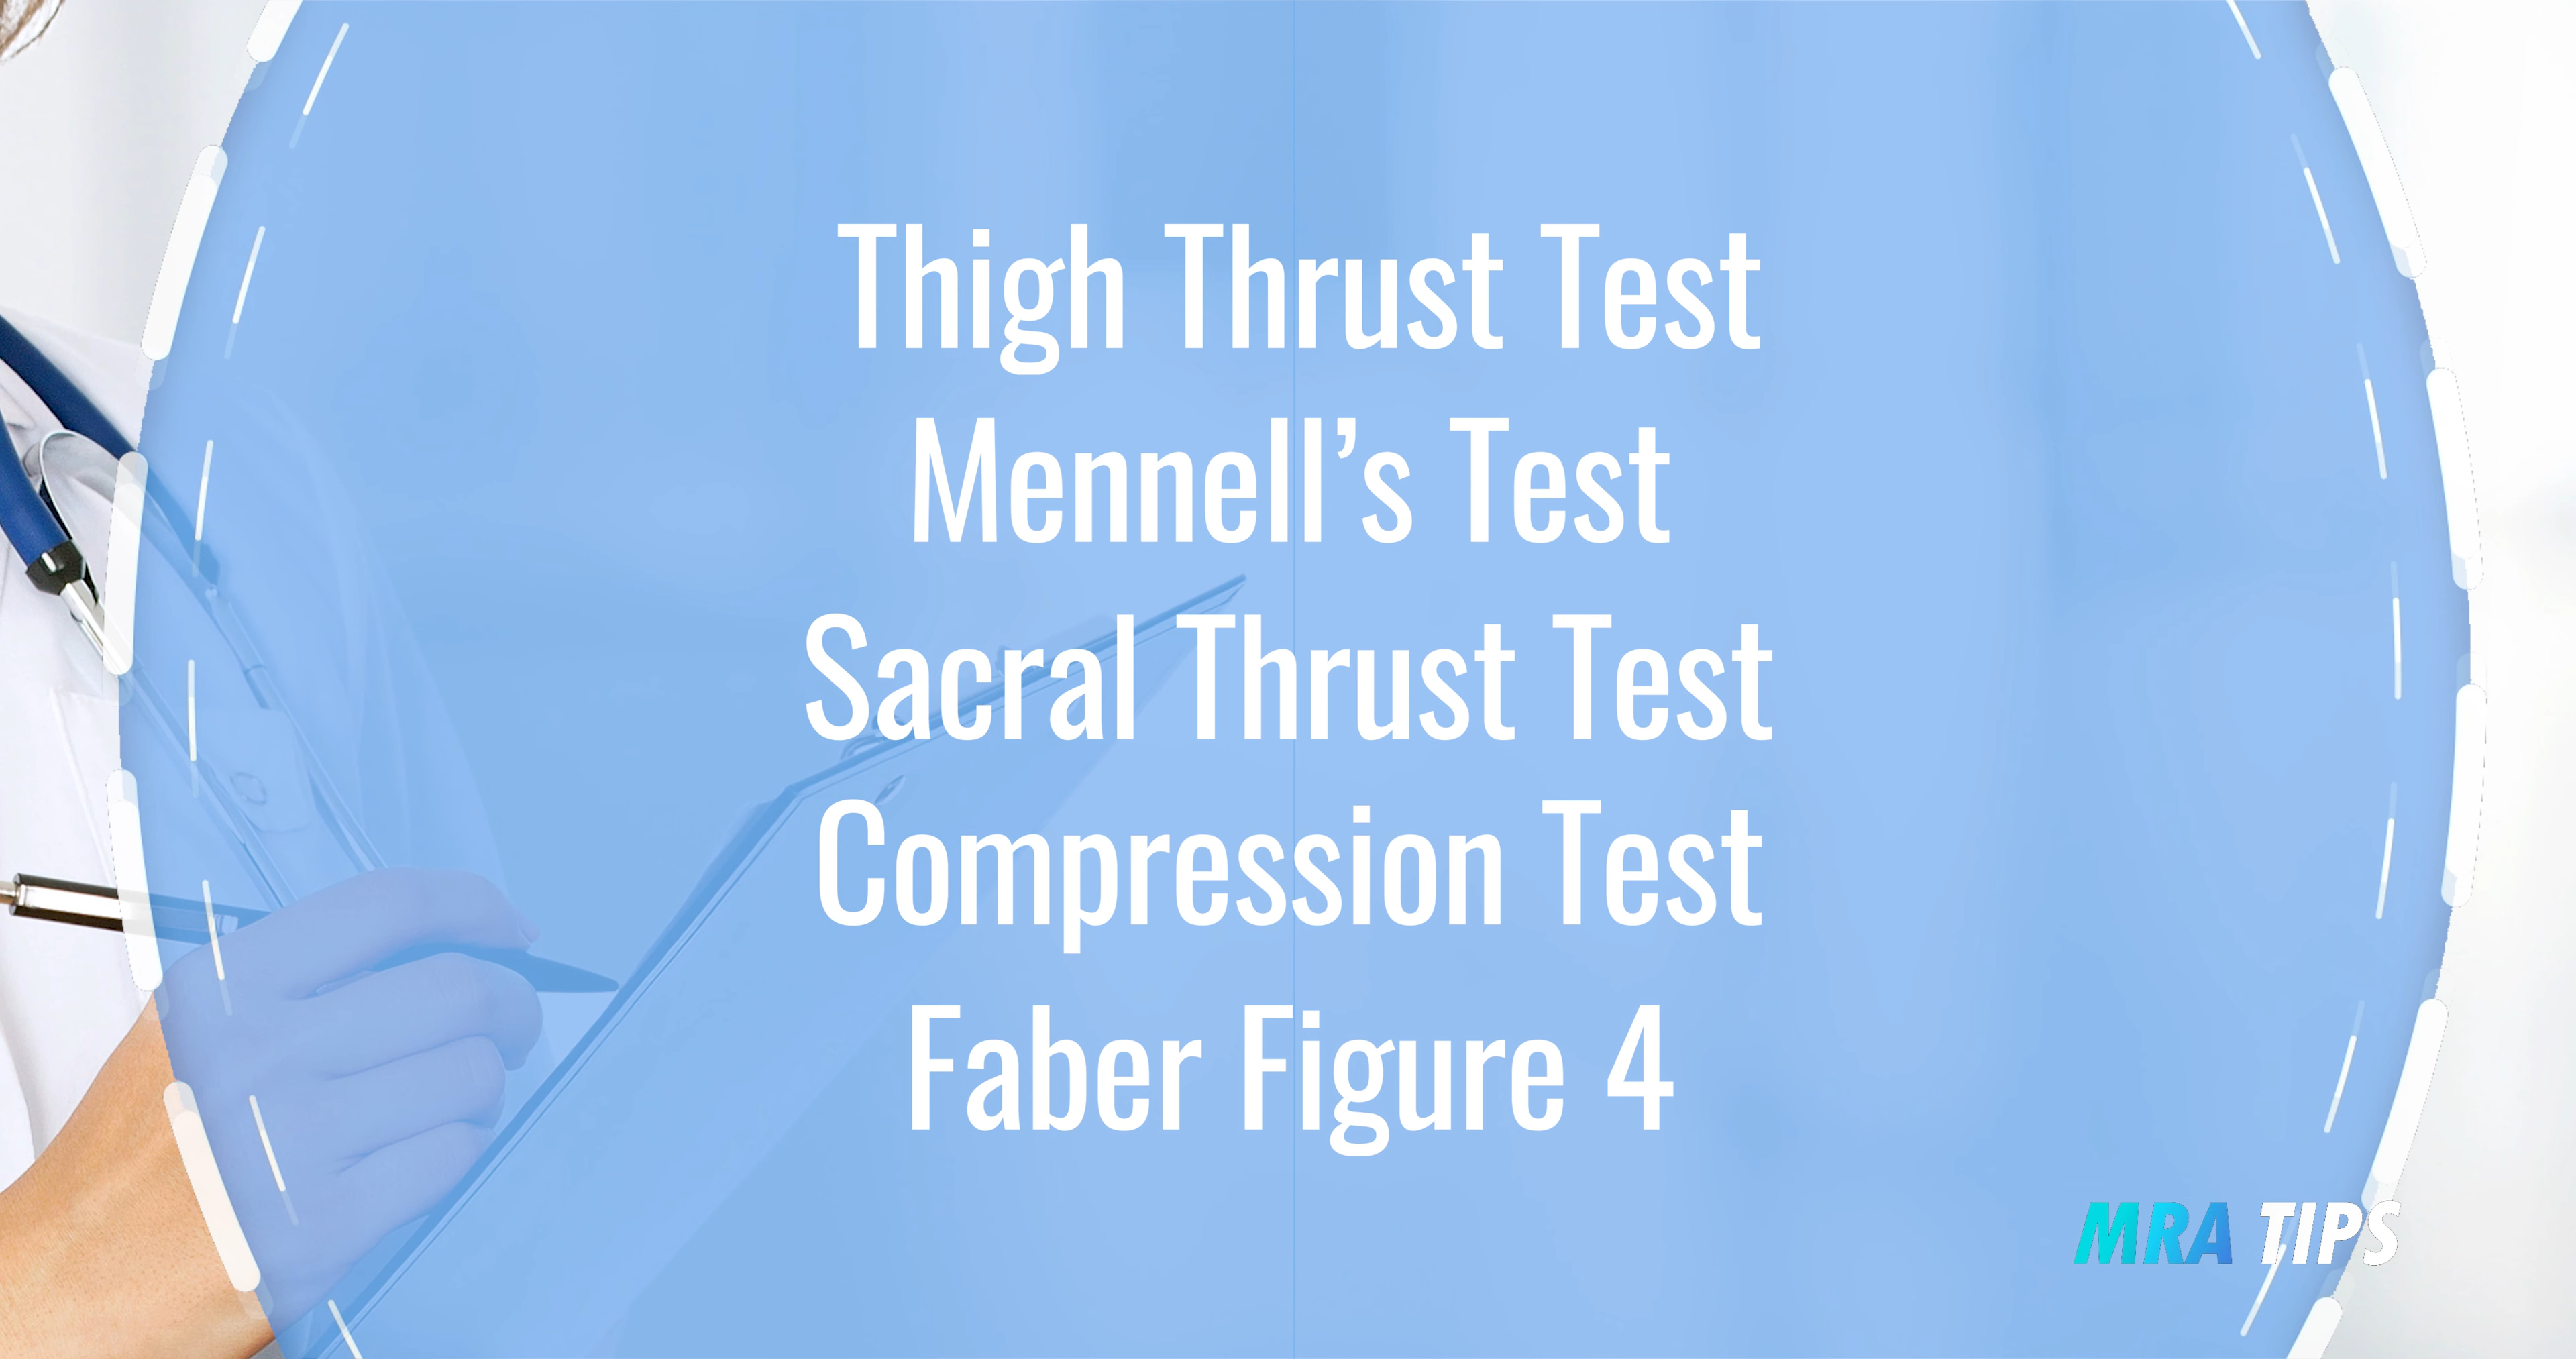 Thigh Thrust Test
Mennell’s Test
Sacral Thrust Test
Compression Test
Faber Figure 4
MRA TIPS